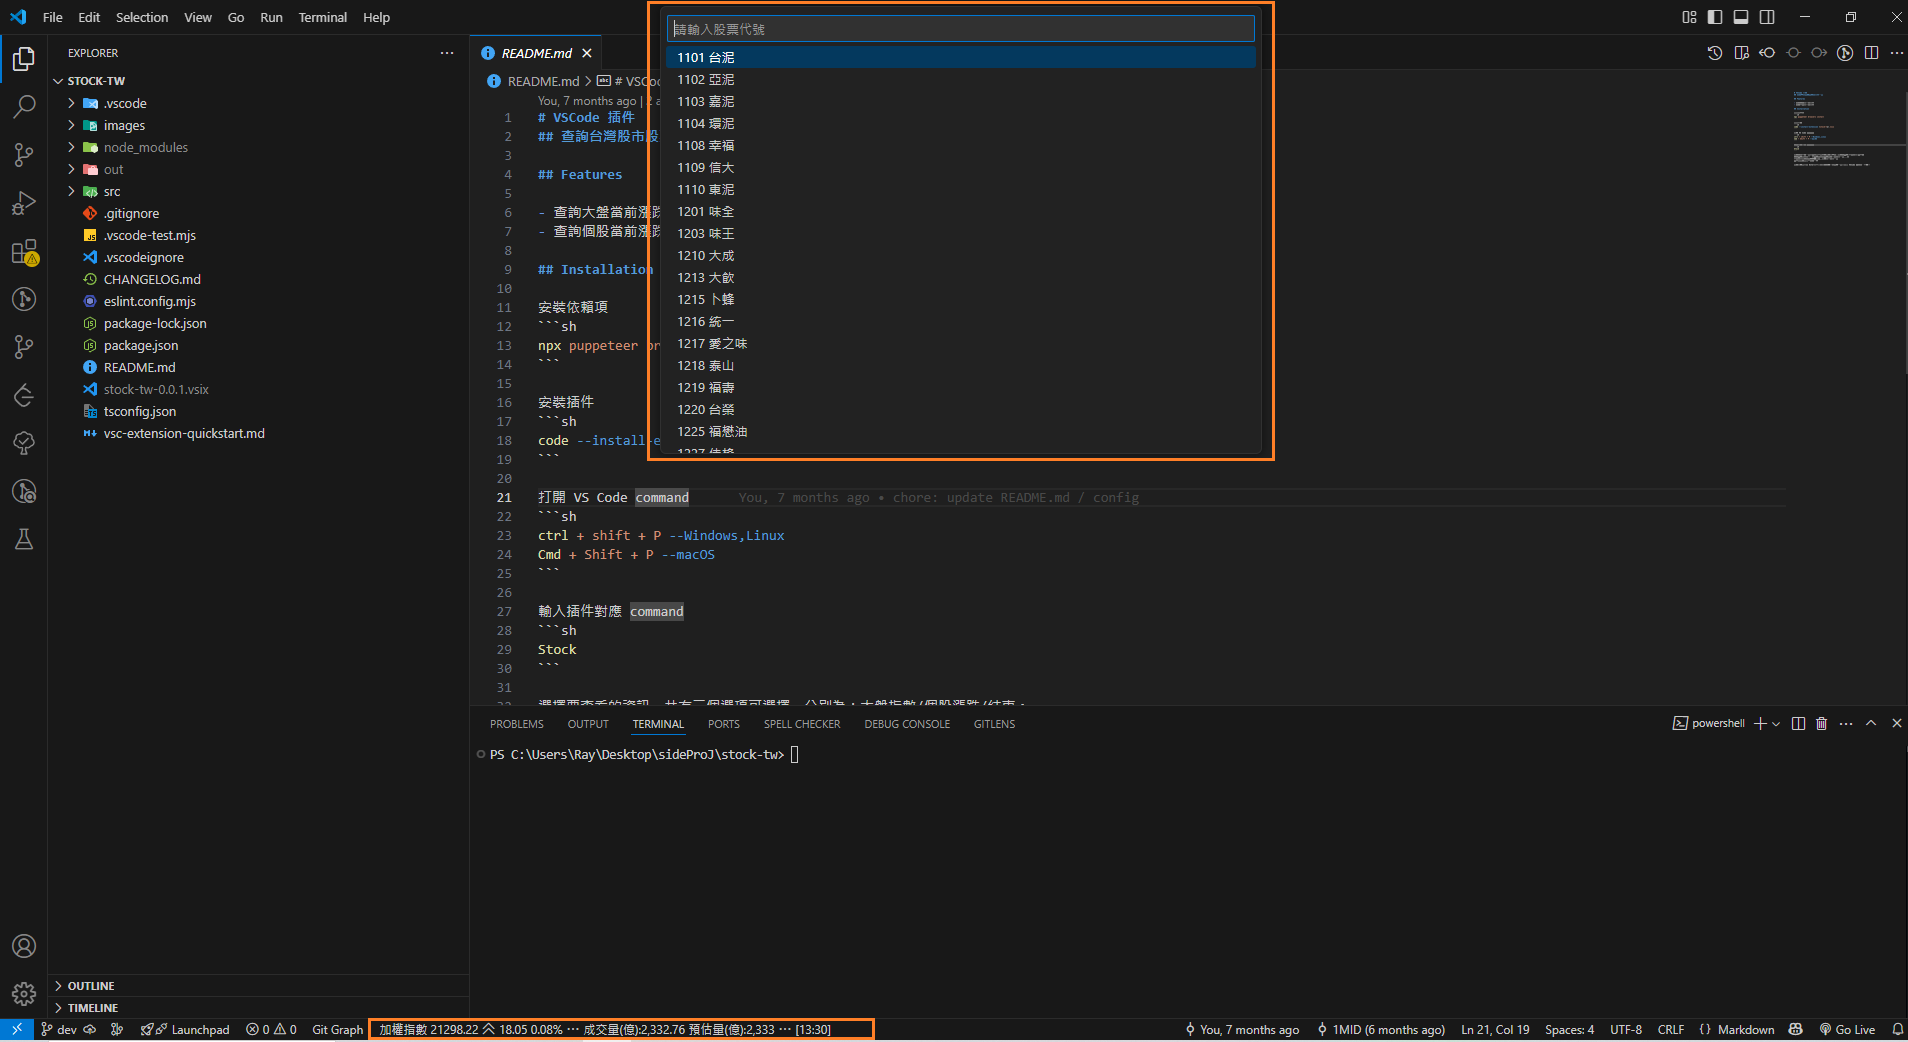 File Edit Selection View Go Run Terminal Help
請輸入股票代號
1101 台泥
1102 亞泥
1103 嘉泥
1104 環泥
1108 幸福
1109 信大
1110 東泥
1201 味全
1203 味王
1210 大成
1213 大飲
1215 卜蜂
1216 統一
1217 愛之味
1218 泰山
1219 福壽
1220 台榮
1225 福懋油
EXPLORER
STOCK-TW
.vscode
images
node_modules
out
src
.gitignore
.vscode-test.mjs
.vscodeignore
CHANGELOG.md
eslint.config.mjs
package-lock.json
package.json
README.md
stock-tw-0.0.1.vsix
tsconfig.json
vsc-extension-quickstart.md
OUTLINE
TIMELINE
README.md
README.md > # VSCo
You, 7 months ago | 2 a
1 # VSCode 插件
2 ## 查詢台灣股市股
3
4 ## Features
5
6 - 查詢大盤當前漲跌
7 - 查詢個股當前漲跌
8
9 ## Installation
10
11 安裝依賴項
12 ```sh
13 npx puppeteer br
14 ```
15
16 安裝插件
17 ```sh
18 code --install-e
19 ```
20
21 打開 VS Code command You, 7 months ago • chore: update README.md / config
22 ```sh
23 ctrl + shift + P --Windows,Linux
24 Cmd + Shift + P --macOS
25 ```
26
27 輸入插件對應 command
28 ```sh
29 Stock
30 ```
31
PROBLEMS OUTPUT TERMINAL PORTS SPELL CHECKER DEBUG CONSOLE GITLENS
powershell
PS C:\Users\Ray\Desktop\sideProJ\stock-tw>
dev Launchpad 0 0 Git Graph 加權指數 21298.22 18.05 0.08% ··· 成交量(億):2,332.76 預估量(億):2,333 ··· [13:30] You, 7 months ago 1MID (6 months ago) Ln 21, Col 19 Spaces: 4 UTF-8 CRLF {} Markdown Go Live